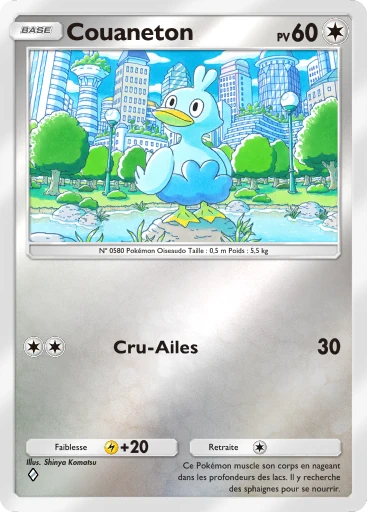 BASE Couaneton PV 60
N° 0580 Pokémon Oiseaudo Taille : 0,5 m Poids : 5,5 kg
Cru-Ailes 30
Faiblesse +20 Retraite
Illus. Shinya Komatsu
Ce Pokémon muscle son corps en nageant
dans les profondeurs des lacs. Il y recherche
des sphaignes pour se nourrir.